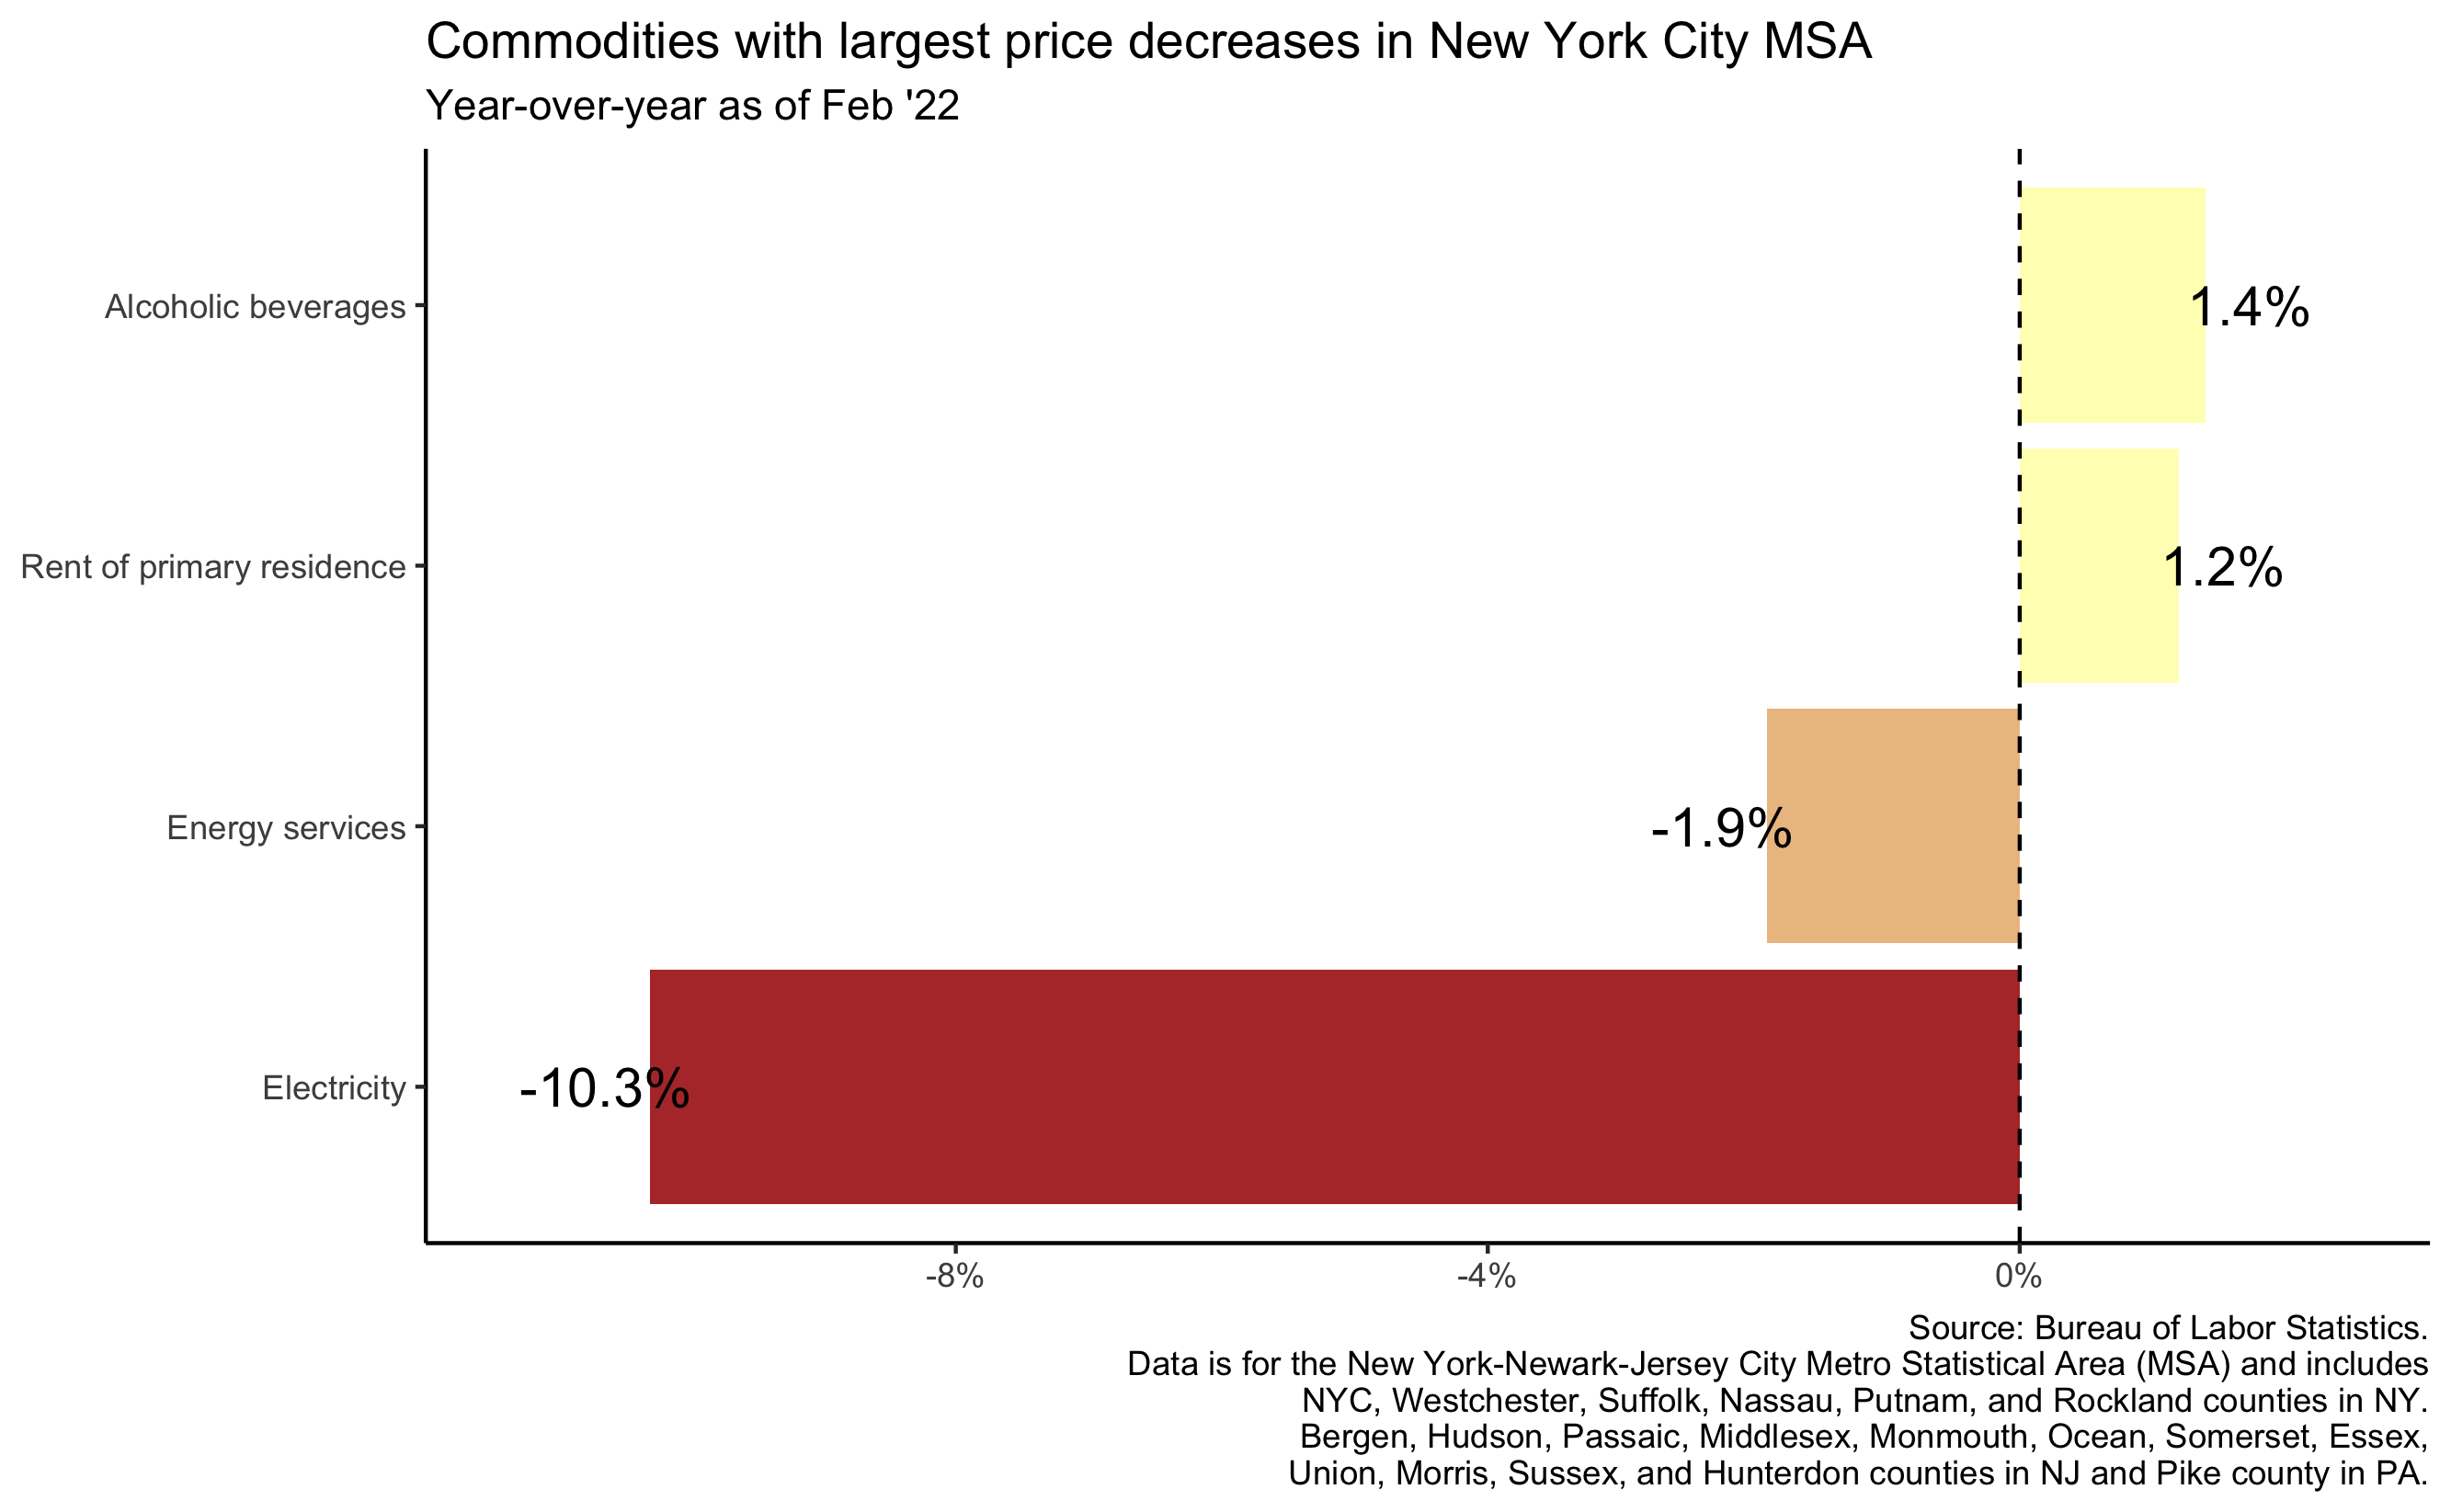 Commodities with largest price decreases in New York City MSA
Year-over-year as of Feb '22
Alcoholic beverages
1.4%
Rent of primary residence
1.2%
Energy services
-1.9%
Electricity
-10.3%
-8%
-4%
0%
Source: Bureau of Labor Statistics.
Data is for the New York-Newark-Jersey City Metro Statistical Area (MSA) and includes
NYC, Westchester, Suffolk, Nassau, Putnam, and Rockland counties in NY.
Bergen, Hudson, Passaic, Middlesex, Monmouth, Ocean, Somerset, Essex,
Union, Morris, Sussex, and Hunterdon counties in NJ and Pike county in PA.